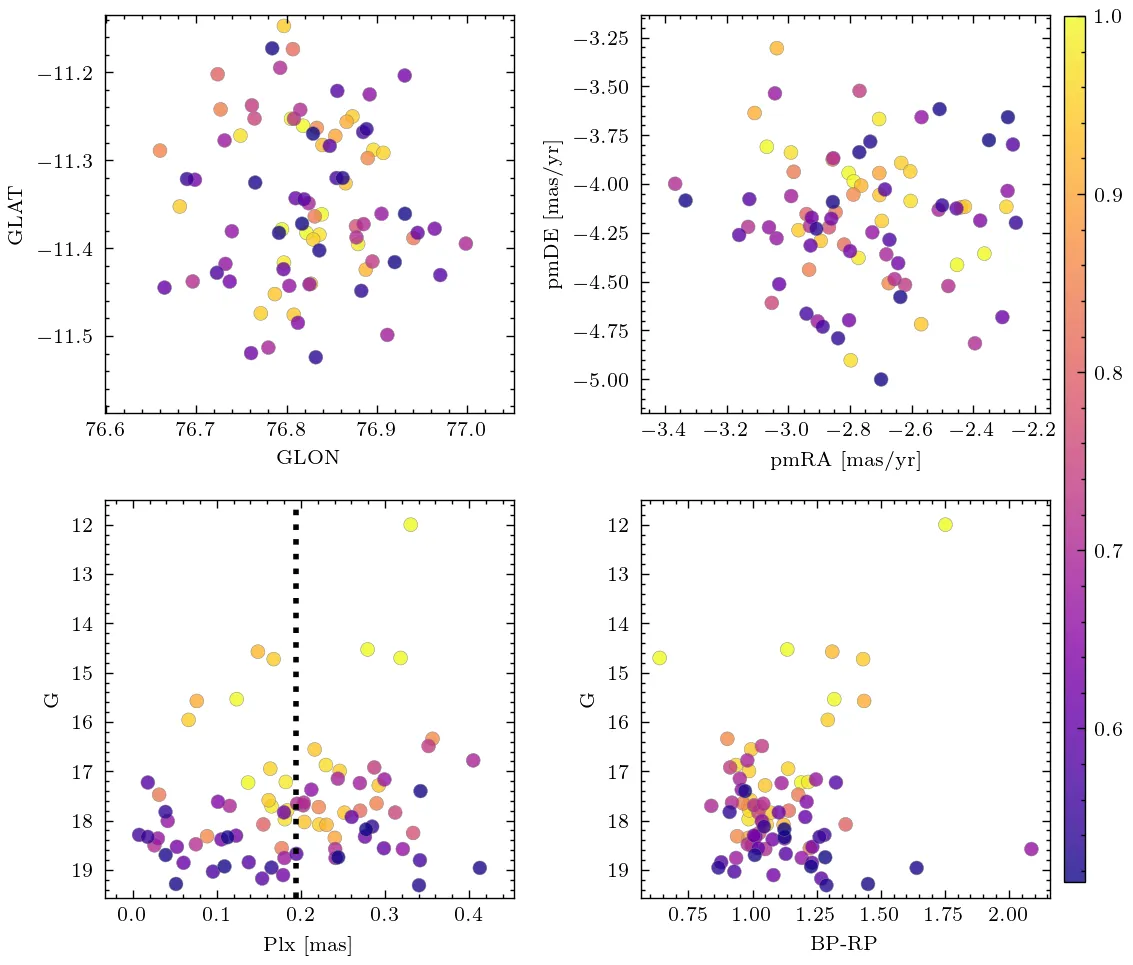 −11.2
−11.3
−11.4
−11.5
GLAT
76.6 76.7 76.8 76.9 77.0
GLON
−3.25
−3.50
−3.75
−4.00
−4.25
−4.50
−4.75
−5.00
pmDE [mas/yr]
−3.4 −3.2 −3.0 −2.8 −2.6 −2.4 −2.2
pmRA [mas/yr]
1.0
0.9
0.8
0.7
0.6
12
13
14
15
16
17
18
19
G
0.0 0.1 0.2 0.3 0.4
Plx [mas]
12
13
14
15
16
17
18
19
G
0.75 1.00 1.25 1.50 1.75 2.00
BP-RP